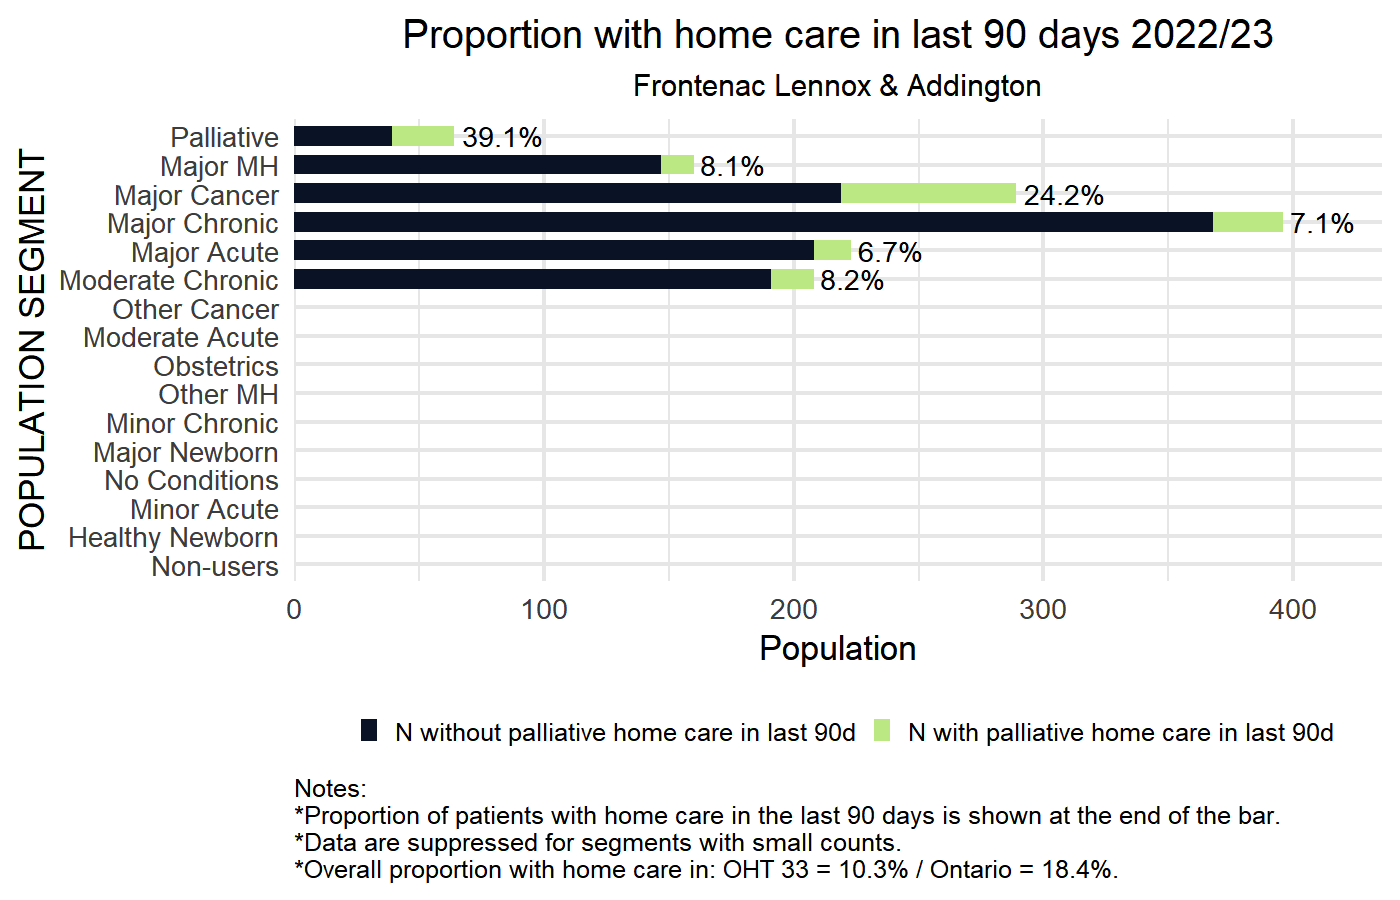 Proportion with home care in last 90 days 2022/23
Frontenac Lennox & Addington
POPULATION SEGMENT
Palliative 39.1%
Major MH 8.1%
Major Cancer 24.2%
Major Chronic 7.1%
Major Acute 6.7%
Moderate Chronic 8.2%
Other Cancer
Moderate Acute
Obstetrics
Other MH
Minor Chronic
Major Newborn
No Conditions
Minor Acute
Healthy Newborn
Non-users
0 100 200 300 400
Population
N without palliative home care in last 90d N with palliative home care in last 90d
Notes:
*Proportion of patients with home care in the last 90 days is shown at the end of the bar.
*Data are suppressed for segments with small counts.
*Overall proportion with home care in: OHT 33 = 10.3% / Ontario = 18.4%.